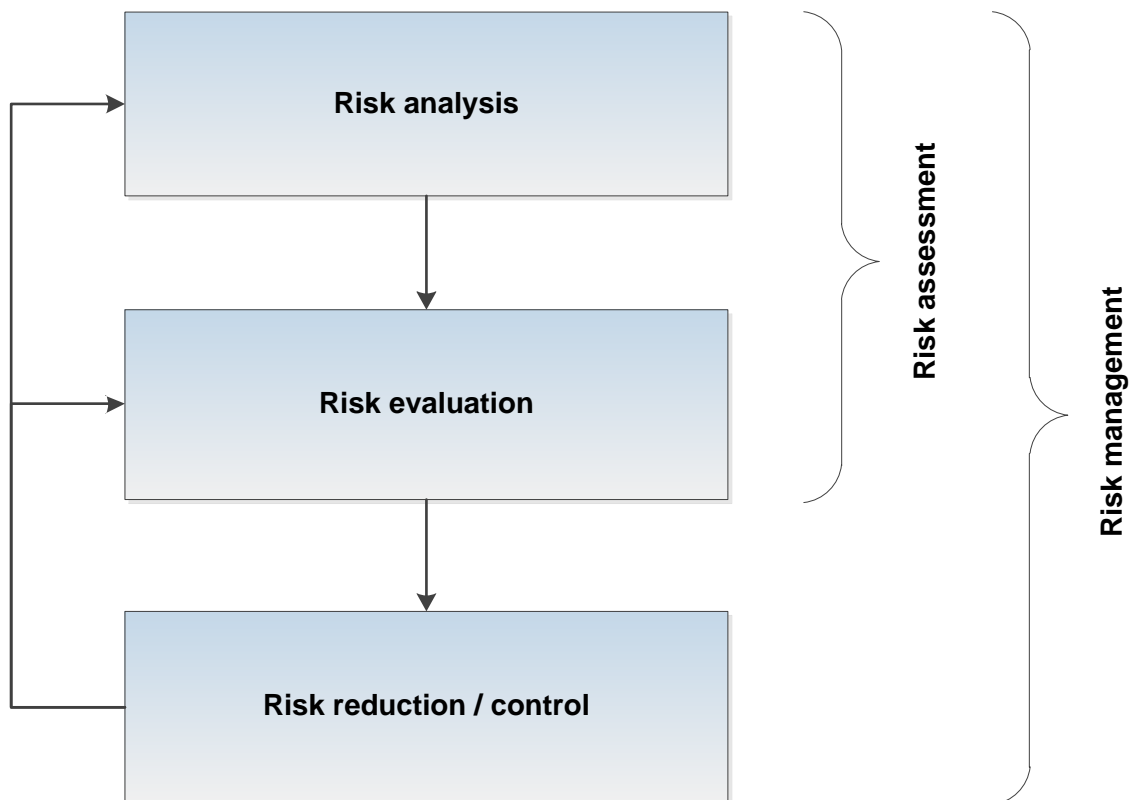 Risk analysis
Risk evaluation
Risk reduction / control
Risk assessment
Risk management